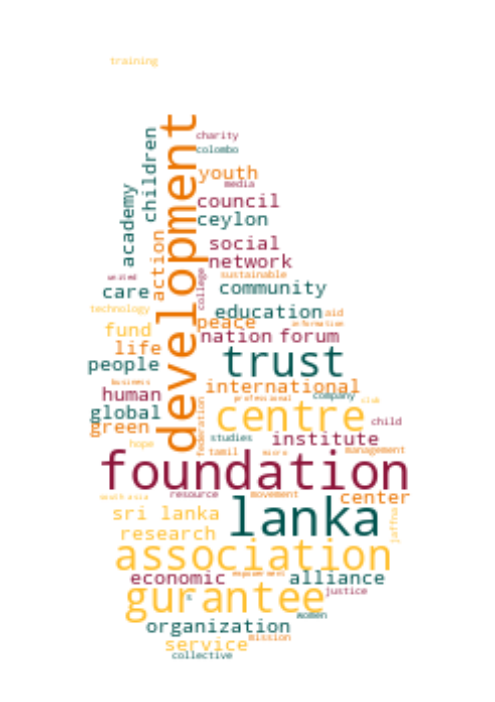 training
charity
colombo
children
development
youth
media
academy
council
ceylon
social
network
action
united
college
sustainable
care
community
technology
education
aid
peace
information
fund
nation
forum
life
trust
people
business
international
human
professional
company
club
global
centre
green
federation
child
studies
institute
hope
tamil
micro
management
foundation
south asia
resource
movement
center
lanka
sri lanka
jaffna
research
association
economic
empowerment
alliance
gurantee
s
justice
women
organization
mission
service
collective